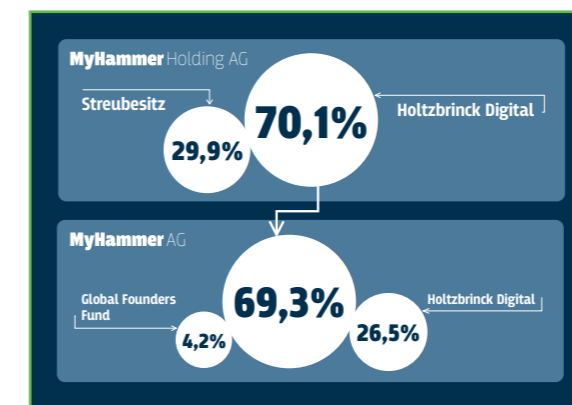 MyHammer Holding AG
Streubesitz
70,1%
Holtzbrinck Digital
29,9%
MyHammer AG
Global Founders
Fund
69,3%
Holtzbrinck Digital
4,2%
26,5%